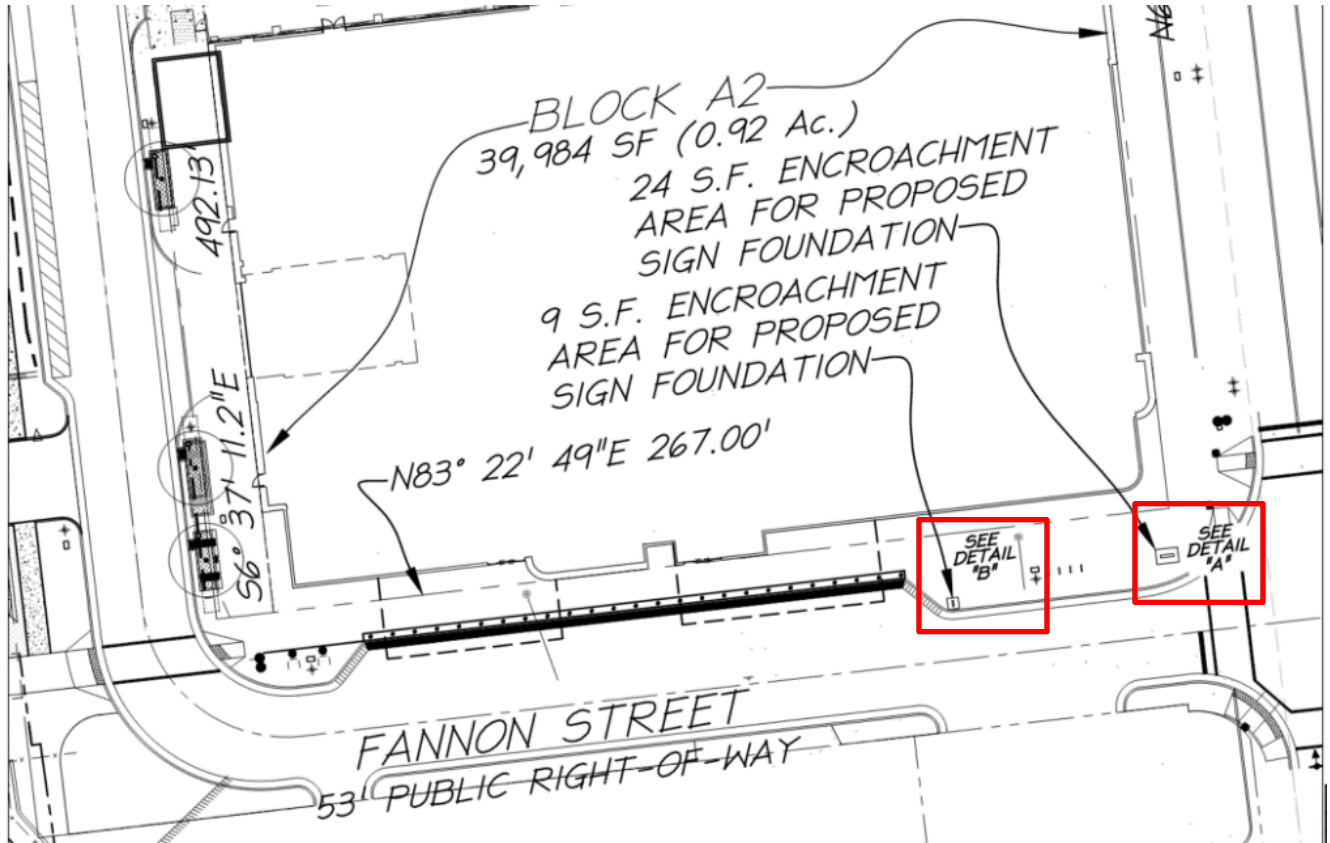 BLOCK A2
39,984 SF (0.92 Ac.)
24 S.F. ENCROACHMENT
AREA FOR PROPOSED
SIGN FOUNDATION
9 S.F. ENCROACHMENT
AREA FOR PROPOSED
SIGN FOUNDATION
N83° 22' 49"E 267.00'
S6° 37' 11.2"E
492.13'
SEE
DETAIL
"B"
SEE
DETAIL
"A"
FANNON STREET
53' PUBLIC RIGHT-OF-WAY